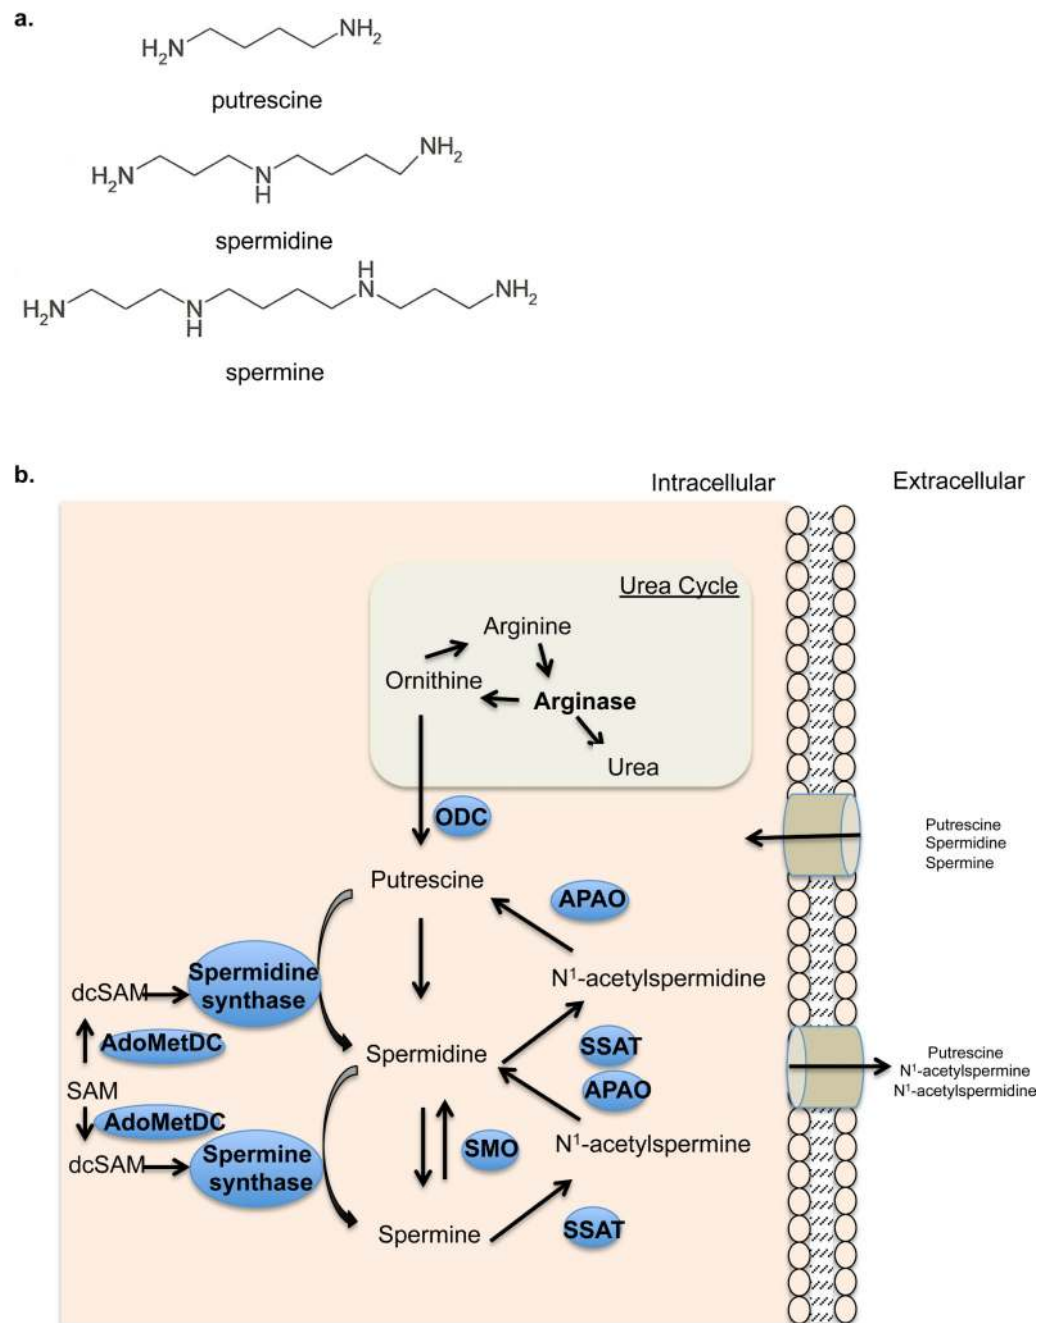 a.
H₂N NH₂
putrescine
H₂N N H NH₂
spermidine
H₂N N H H N NH₂
spermine
b.
Intracellular Extracellular
Urea Cycle
Arginine
Ornithine
Arginase
Urea
ODC
Putrescine
Spermidine
Spermine
Putrescine
APAO
N¹-acetylspermidine
Spermidine
synthase
dcSAM
AdoMetDC
Spermidine
SSAT
APAO
Putrescine
N¹-acetylspermine
N¹-acetylspermidine
SAM
AdoMetDC
dcSAM
Spermine
synthase
SMO
N¹-acetylspermine
Spermine
SSAT